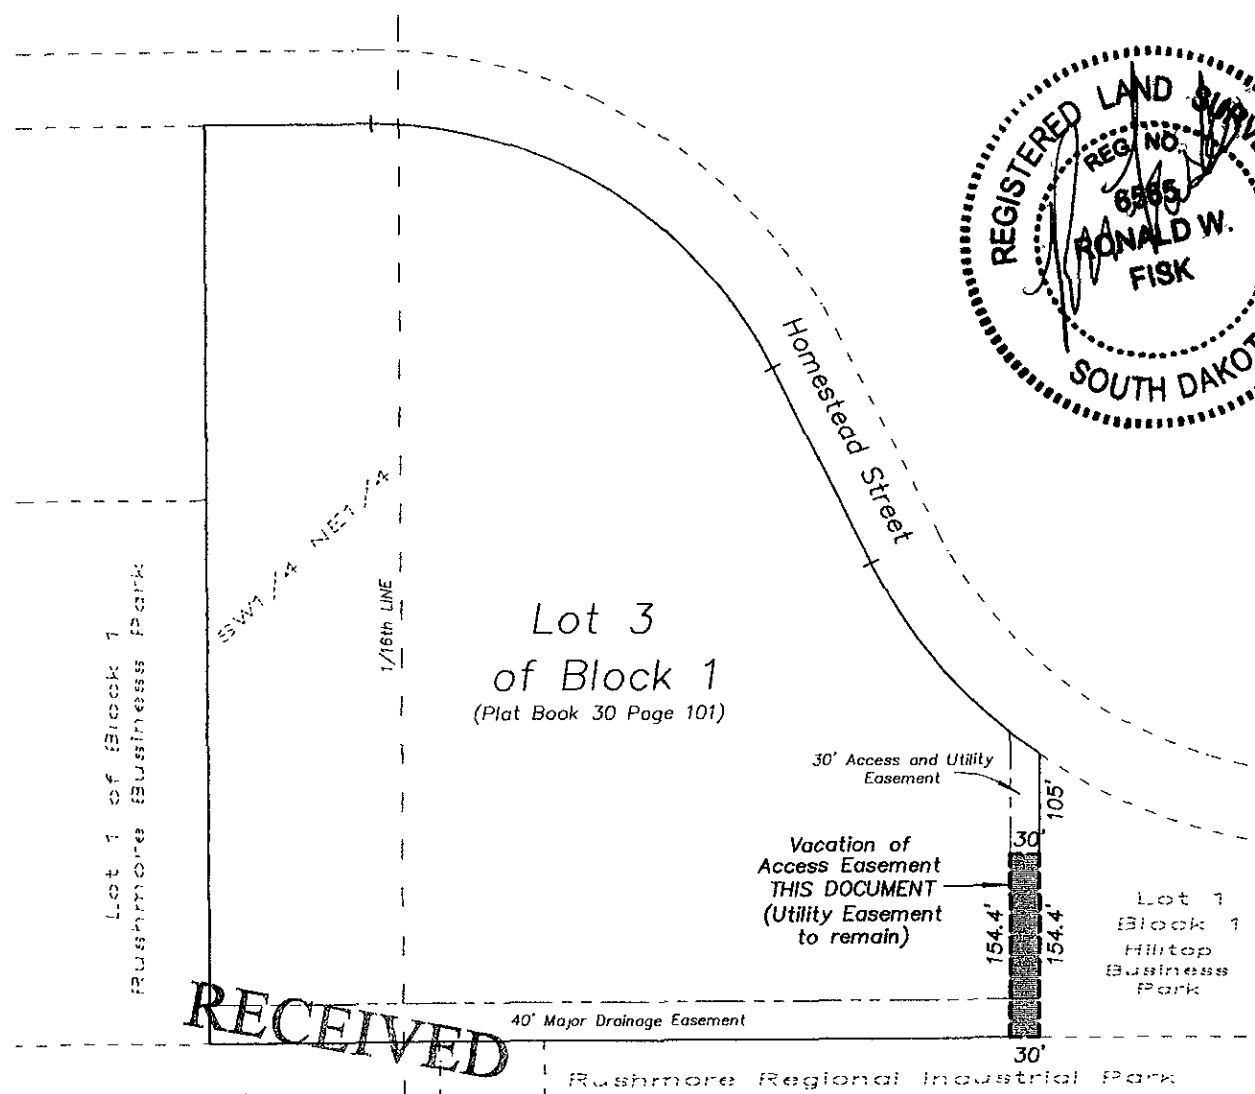 REGISTERED LAND
REG. NO.
6565
RONALD W.
FISK
SOUTH DAKOT
Homestead Street
SW1/4 NE1/4
1/16th LINE
Lot 3
of Block 1
(Plat Book 30 Page 101)
Lot 1 of Block 1
Rushmore Business Park
30' Access and Utility
Easement
105'
30'
Vacation of
Access Easement
THIS DOCUMENT
(Utility Easement
to remain)
154.4'
154.4'
Lot 1
Block 1
Hilltop
Business
Park
RECEIVED
40' Major Drainage Easement
30'
Rushmore Regional Industrial Park